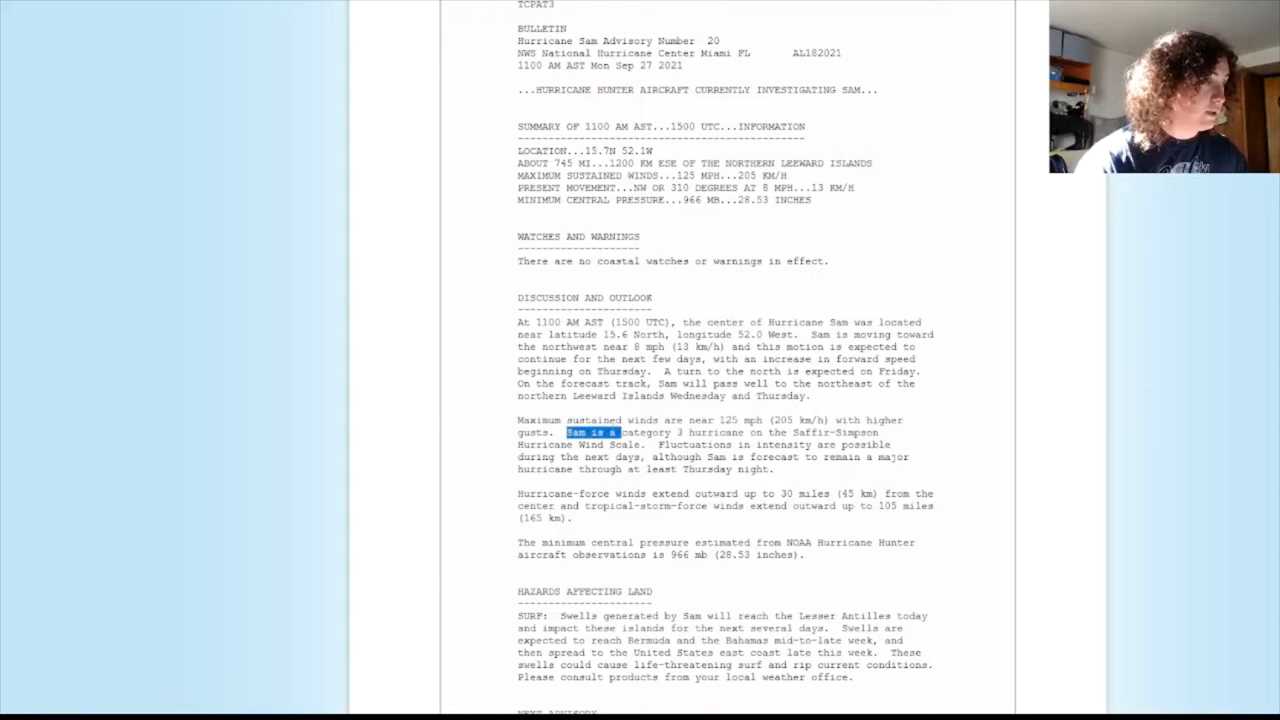 TCPAT3
BULLETIN
Hurricane Sam Advisory Number  20
NWS National Hurricane Center Miami FL       AL182021
1100 AM AST Mon Sep 27 2021
...HURRICANE HUNTER AIRCRAFT CURRENTLY INVESTIGATING SAM...
SUMMARY OF 1100 AM AST...1500 UTC...INFORMATION
-----------------------------------------------
LOCATION...15.7N 52.1W
ABOUT 745 MI...1200 KM ESE OF THE NORTHERN LEEWARD ISLANDS
MAXIMUM SUSTAINED WINDS...125 MPH...205 KM/H
PRESENT MOVEMENT...NW OR 310 DEGREES AT 8 MPH...13 KM/H
MINIMUM CENTRAL PRESSURE...966 MB...28.53 INCHES
WATCHES AND WARNINGS
--------------------
There are no coastal watches or warnings in effect.
DISCUSSION AND OUTLOOK
----------------------
At 1100 AM AST (1500 UTC), the center of Hurricane Sam was located
near latitude 15.6 North, longitude 52.0 West.  Sam is moving toward
the northwest near 8 mph (13 km/h) and this motion is expected to
continue for the next few days, with an increase in forward speed
beginning on Thursday.  A turn to the north is expected on Friday.
On the forecast track, Sam will pass well to the northeast of the
northern Leeward Islands Wednesday and Thursday.
Maximum sustained winds are near 125 mph (205 km/h) with higher
gusts.  Sam is a category 3 hurricane on the Saffir-Simpson
Hurricane Wind Scale.  Fluctuations in intensity are possible
during the next days, although Sam is forecast to remain a major
hurricane through at least Thursday night.
Hurricane-force winds extend outward up to 30 miles (45 km) from the
center and tropical-storm-force winds extend outward up to 105 miles
(165 km).
The minimum central pressure estimated from NOAA Hurricane Hunter
aircraft observations is 966 mb (28.53 inches).
HAZARDS AFFECTING LAND
----------------------
SURF:  Swells generated by Sam will reach the Lesser Antilles today
and impact these islands for the next several days.  Swells are
expected to reach Bermuda and the Bahamas mid-to-late week, and
then spread to the United States east coast late this week.  These
swells could cause life-threatening surf and rip current conditions.
Please consult products from your local weather office.
NEXT ADVISORY